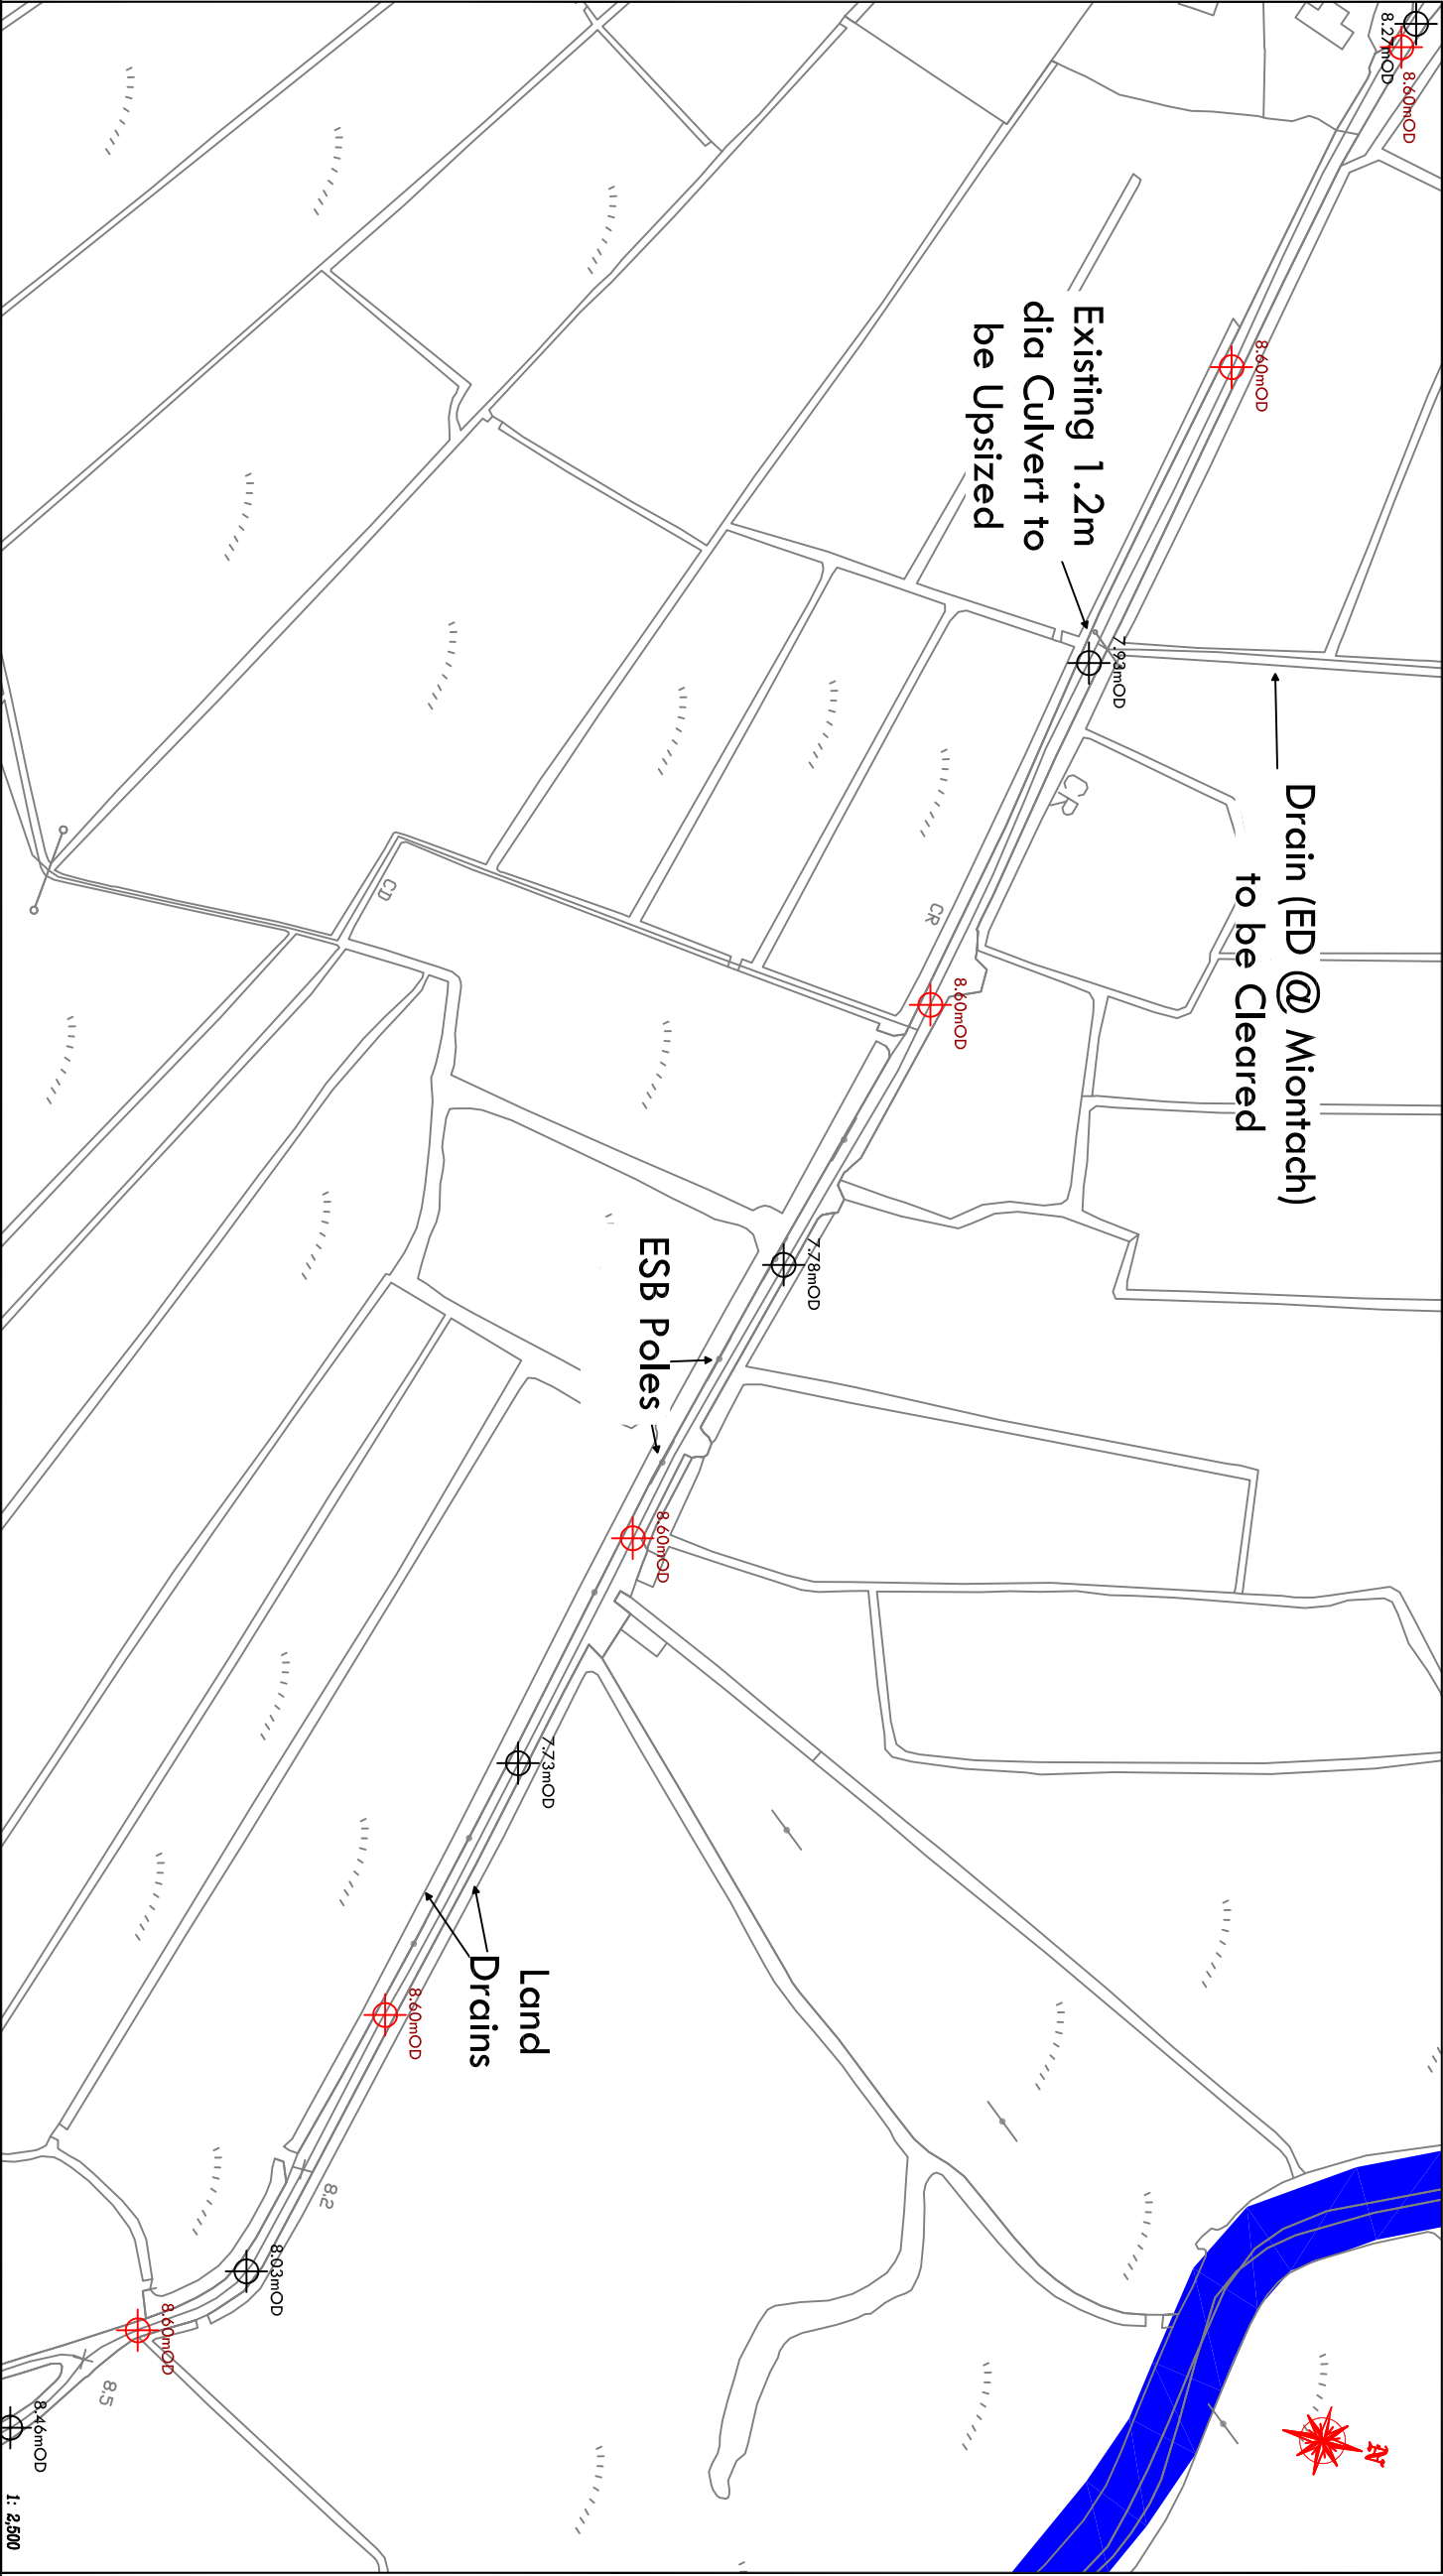 8.27mOD
8.60mOD
8.60mOD
Existing 1.2m
dia Culvert to
be Upsized
7.93mOD
Drain (ED @ Miontach)
to be Cleared
CR
CR
CD
8.60mOD
7.78mOD
ESB Poles
8.60mOD
7.73mOD
Land
Drains
8.60mOD
8.2
8.03mOD
8.60mOD
8.5
8.46mOD
N
1: 2,500